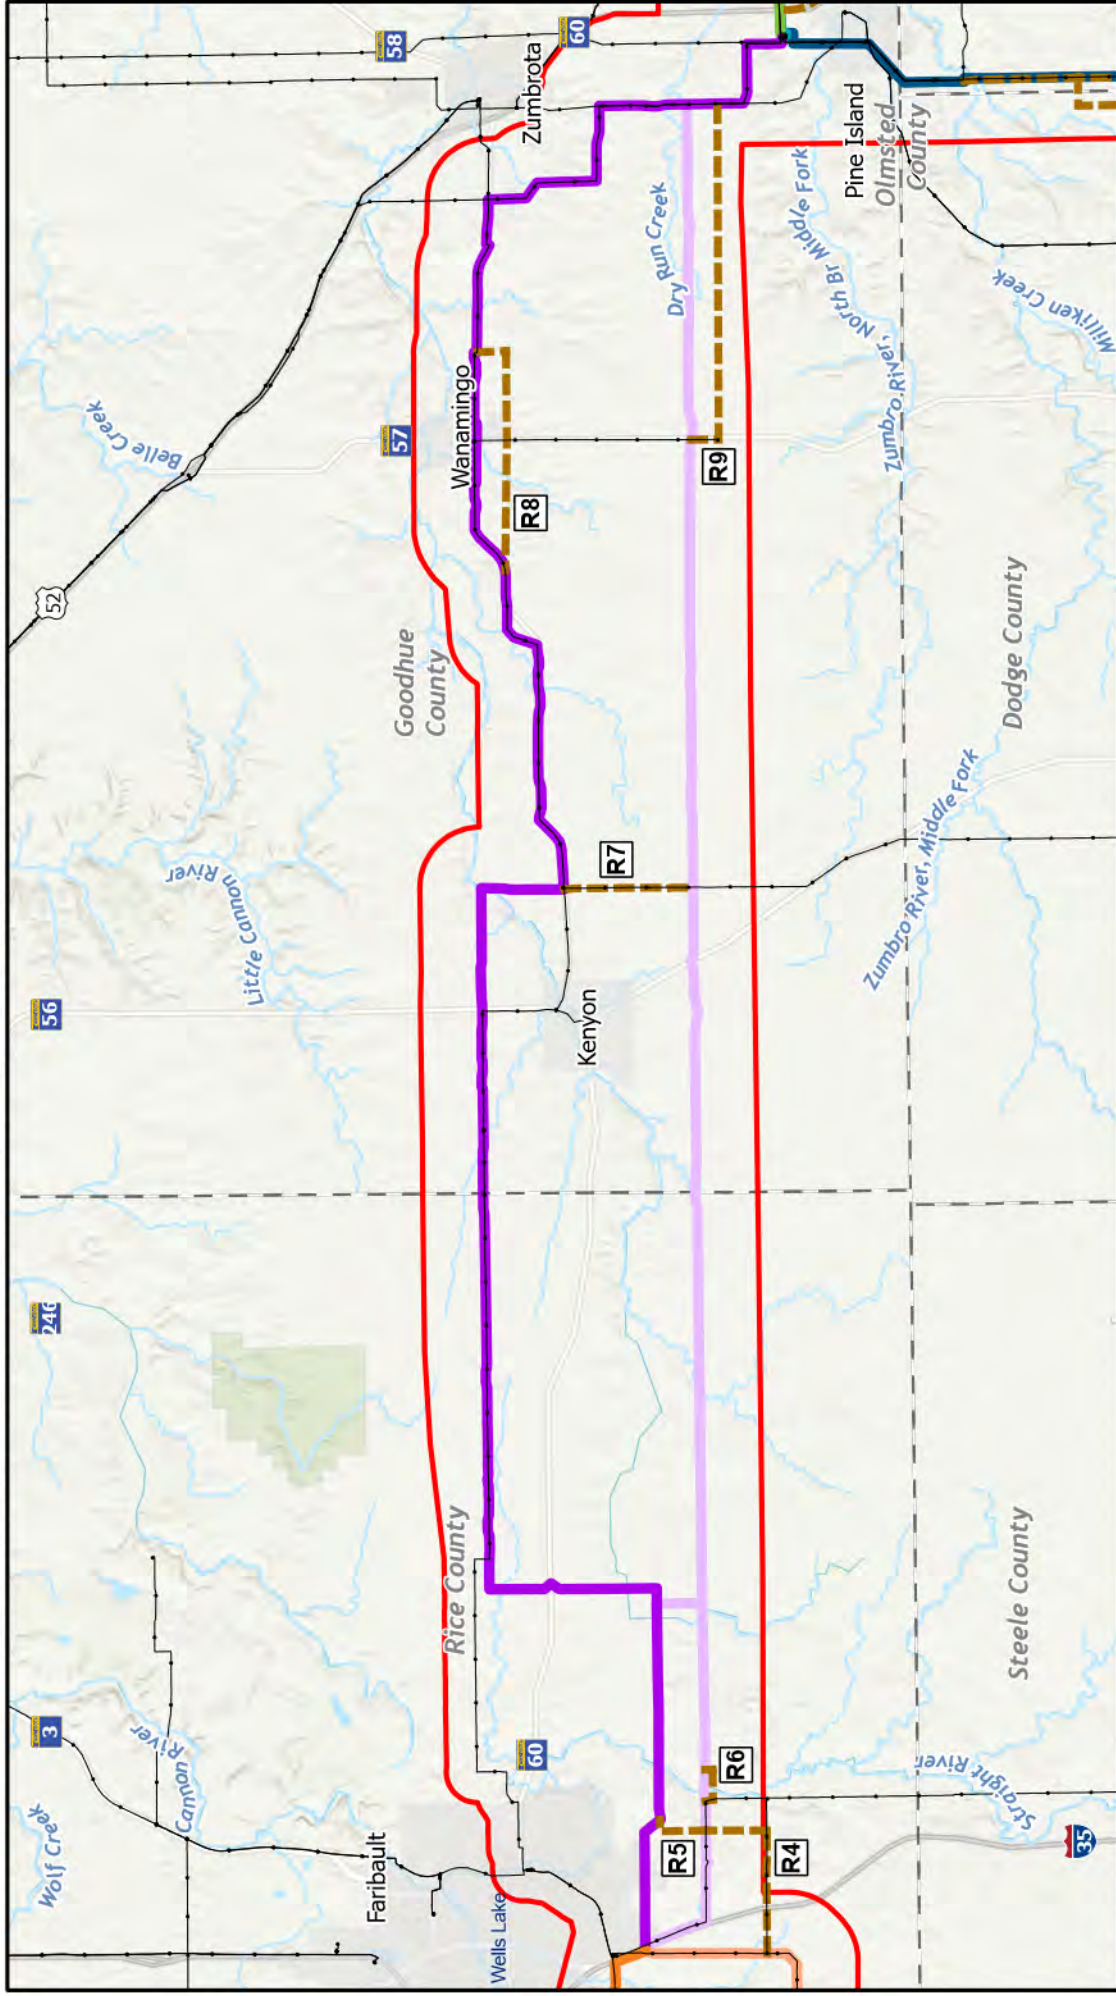 58
60
Zumbrota
Pine Island
Olmsted
County
Dry Run Creek
Zumbro River, North Br Middle Fork
Milliken Creek
52
Belle Creek
57
Wanamingo
R8
R9
Goodhue
County
Dodge County
Little Cannon
River
R7
Zumbro River, Middle Fork
56
Kenyon
246
Rice County
Steele County
3
Cannon
River
Wolf Creek
60
R6
Straight River
Faribault
Wells Lake
R5
R4
35